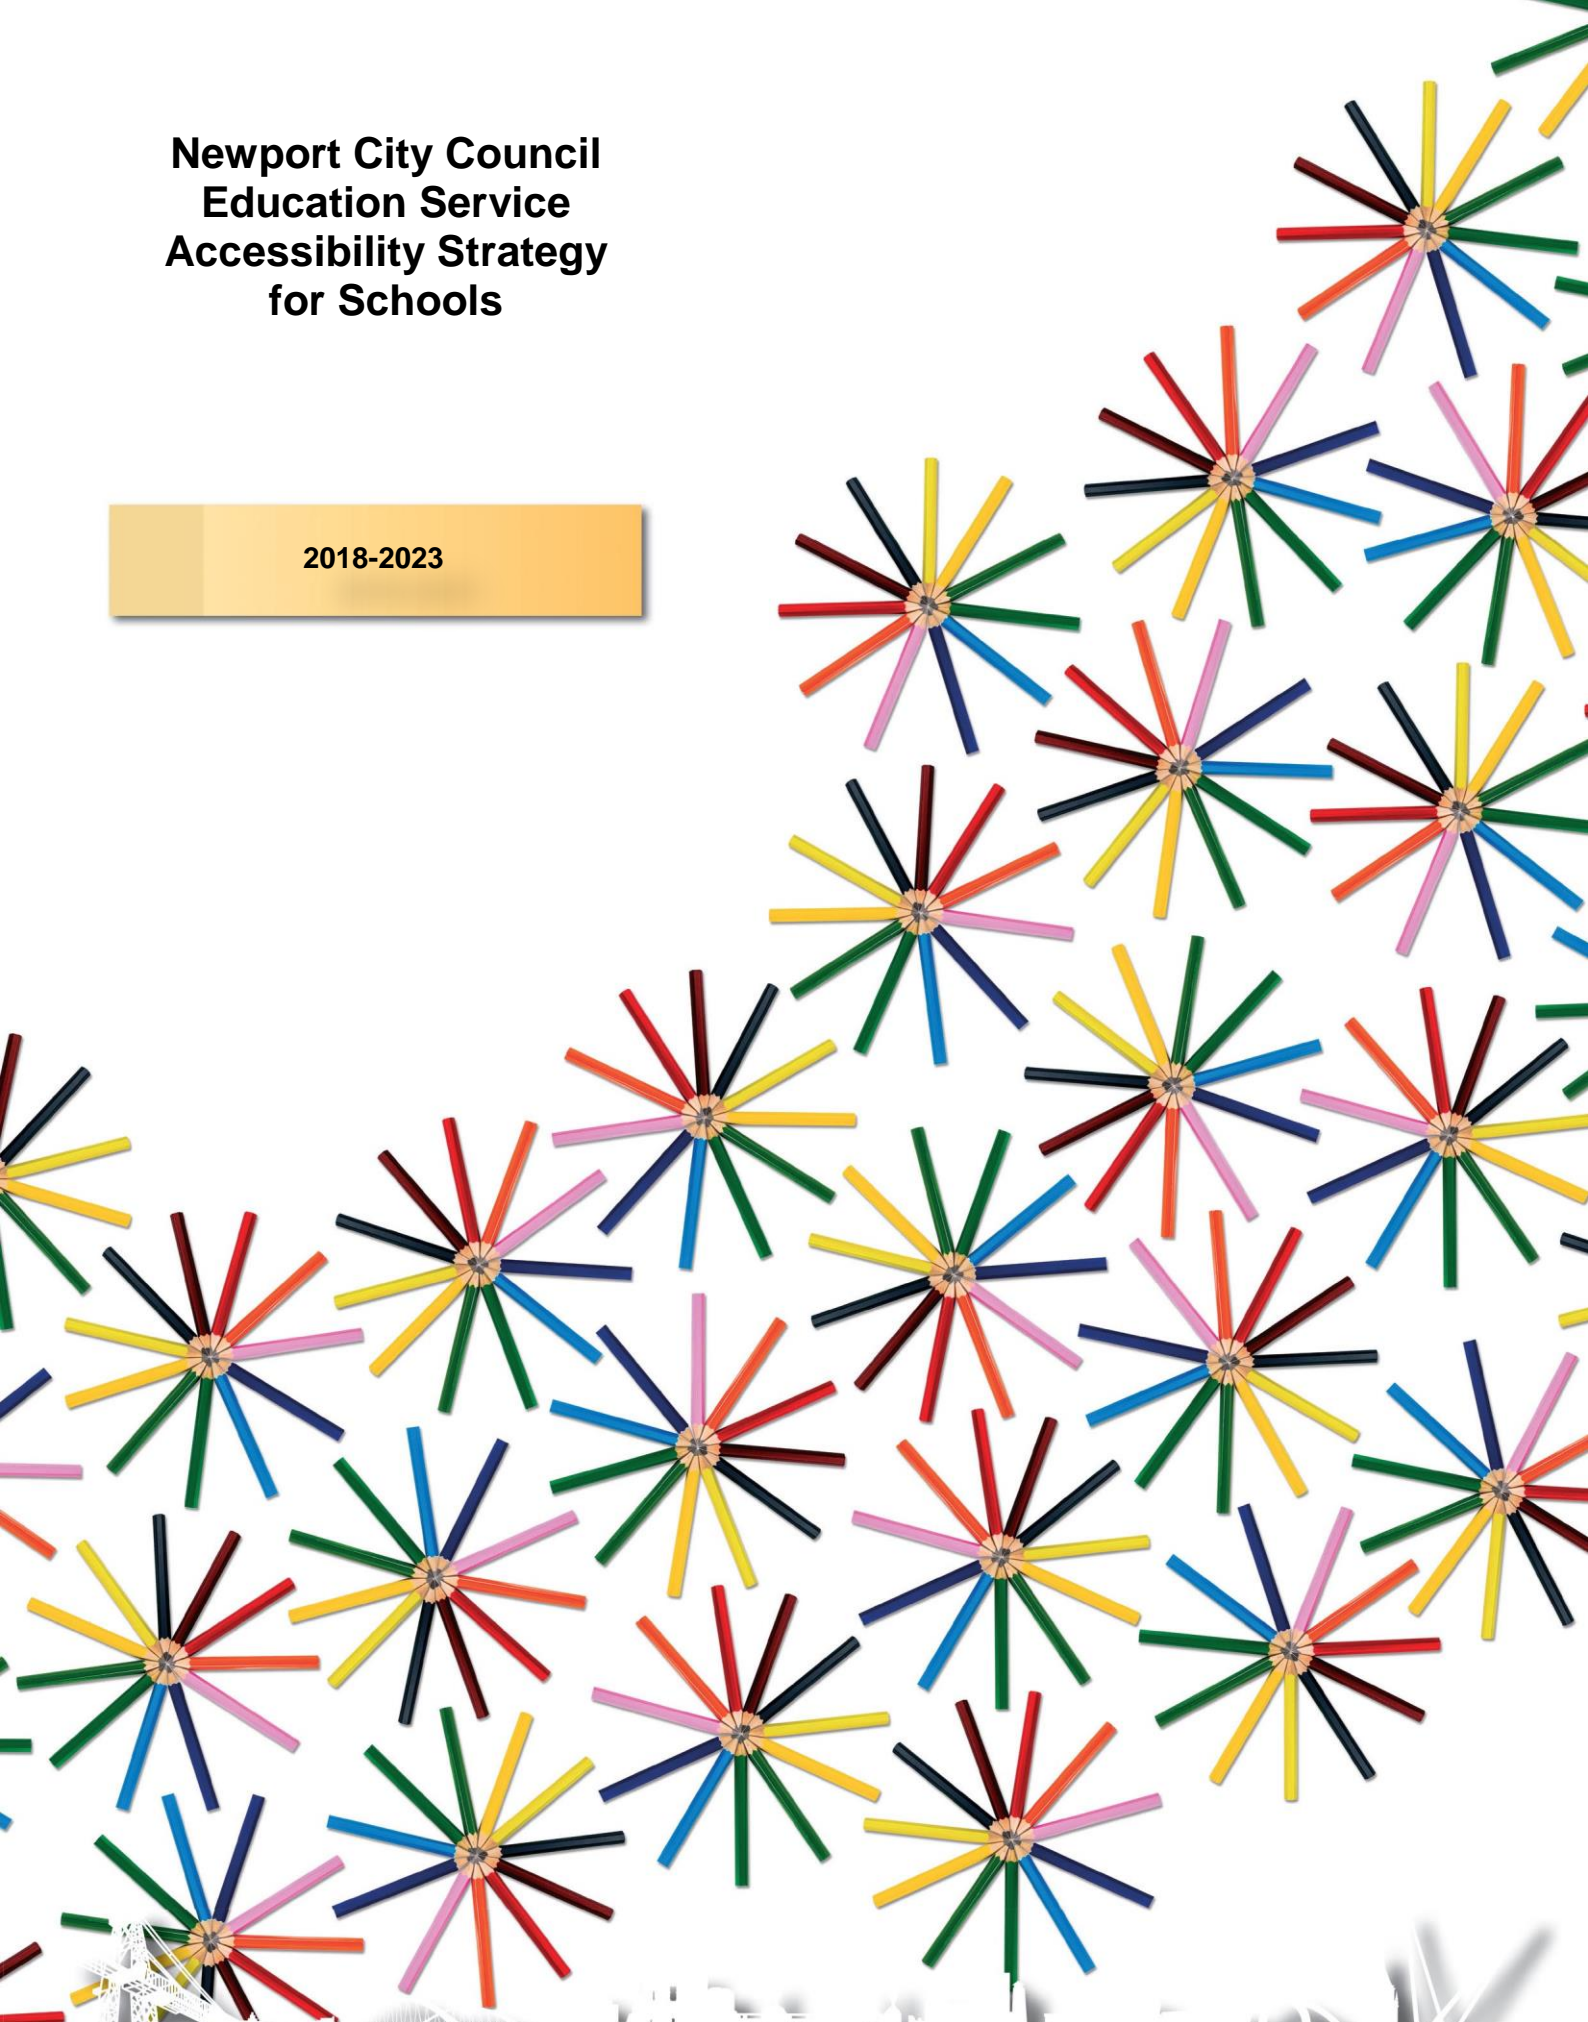 Newport City Council
Education Service
Accessibility Strategy
for Schools
2018-2023